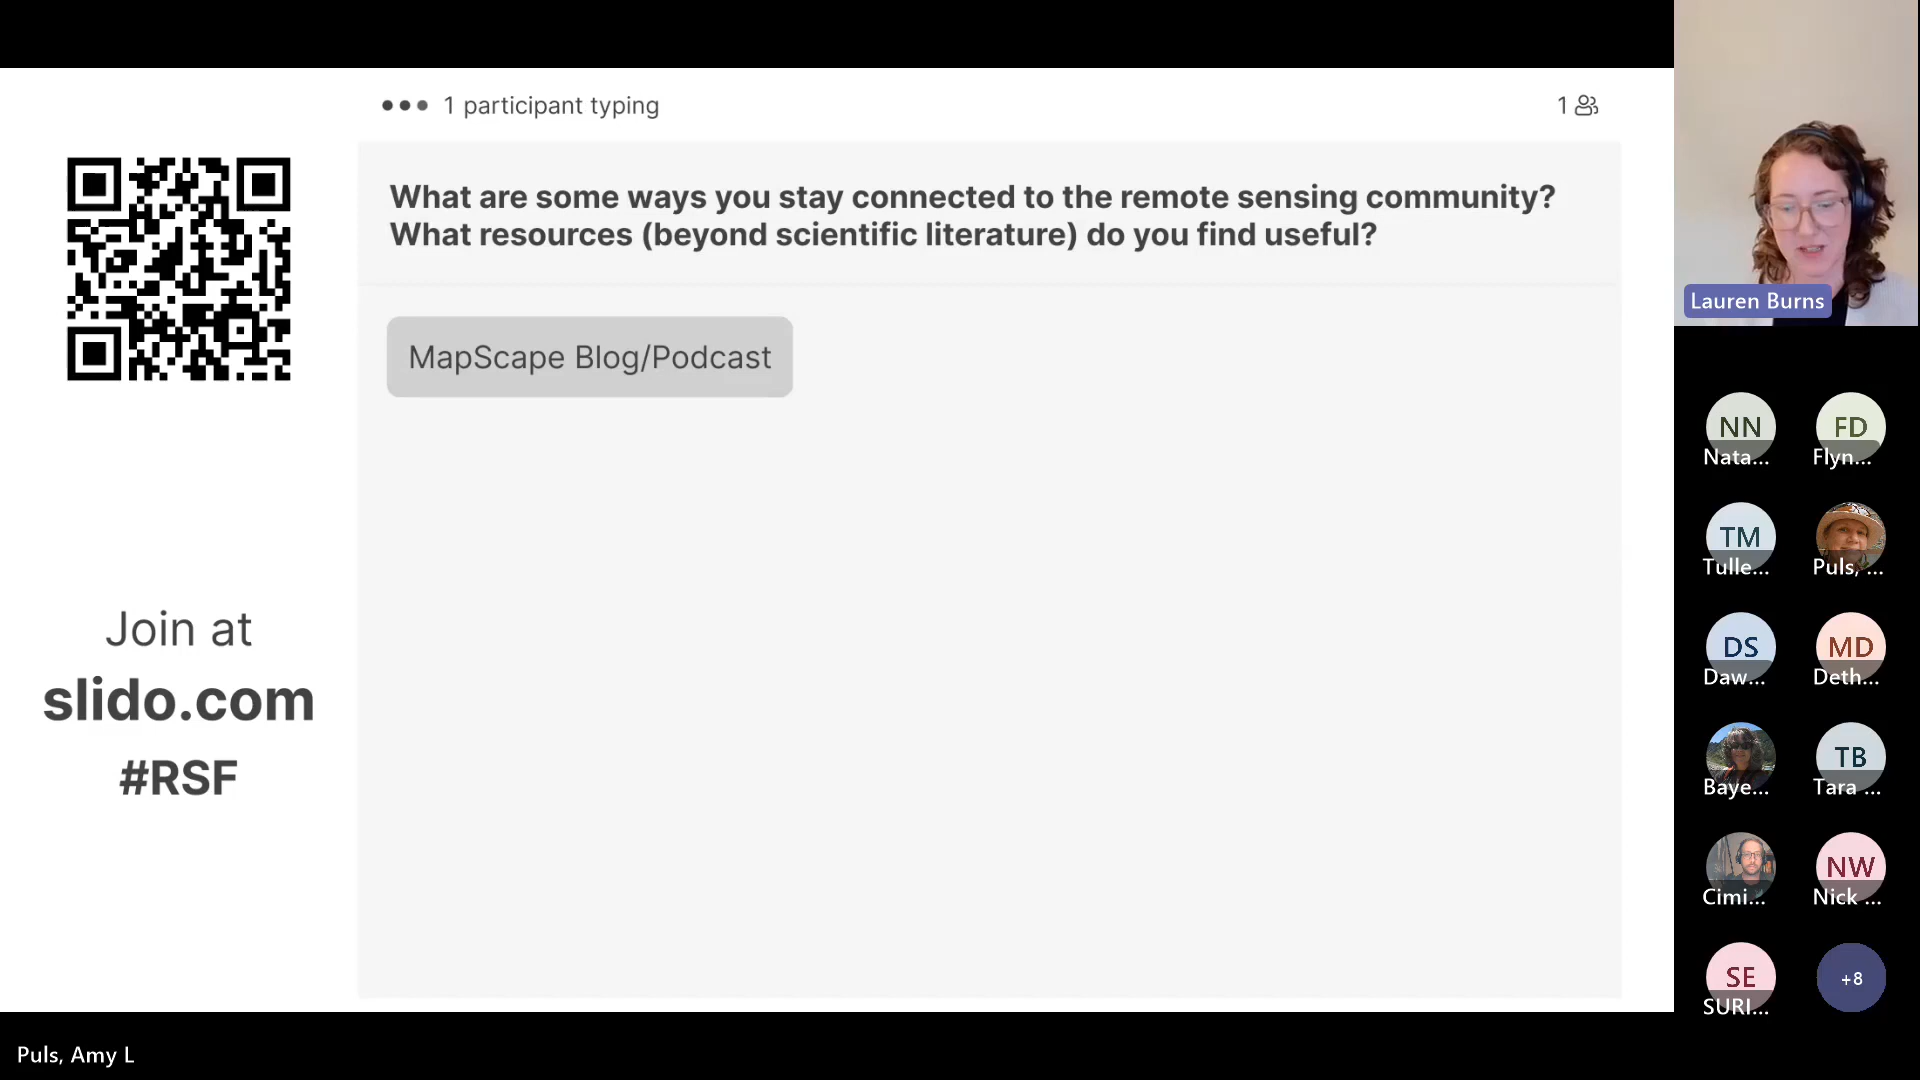 1 participant typing
1
What are some ways you stay connected to the remote sensing community?
What resources (beyond scientific literature) do you find useful?
MapScape Blog/Podcast
Join at
slido.com
#RSF
Lauren Burns
NN
Nata...
FD
Flyn...
TM
Tulle...
Puls, ...
DS
Daw...
MD
Deth...
Baye...
TB
Tara ...
Cimi...
NW
Nick ...
SE
SURI...
+8
Puls, Amy L